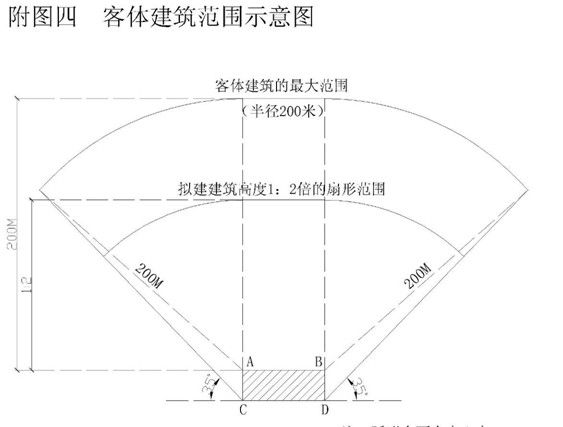 附图四 客体建筑范围示意图
客体建筑的最大范围
（半径200米）
拟建建筑高度1：2倍的扇形范围
200M
1.2
200M
200M
A
B
35°
35°
C
D